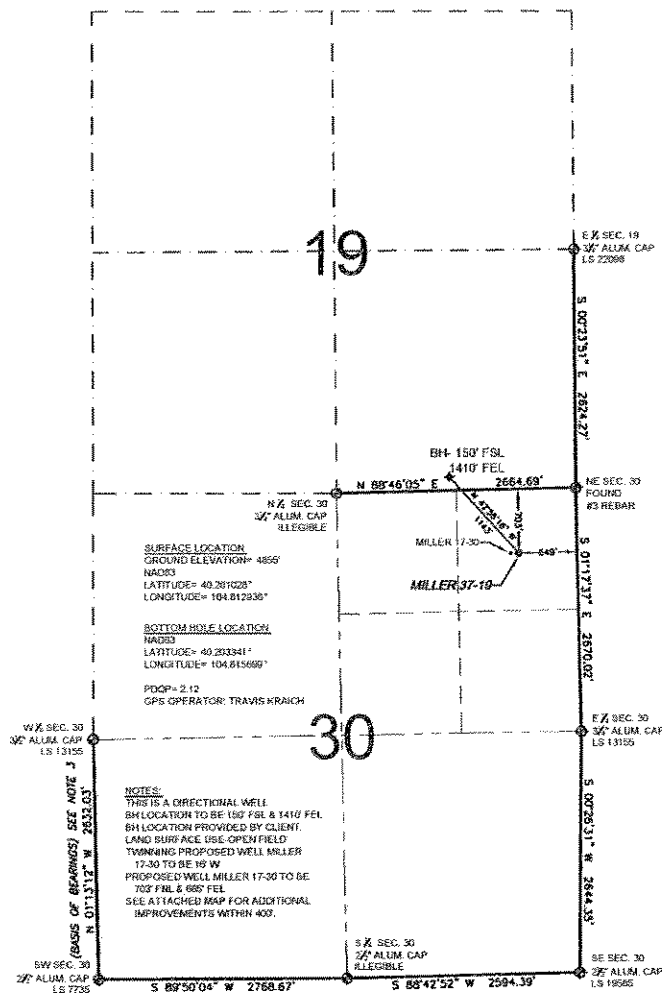 19
E ¼ SEC. 19
3¼" ALUM. CAP
LS 22098
S 00°23'51" E 2624.27'
BH- 150' FSL
1410' FEL
N 88°46'05" E 2664.69'
NE SEC. 30
FOUND
#3 REBAR
N ¼ SEC. 30
3¼" ALUM. CAP
ILLEGIBLE
703'
1143'
MILLER 17-30
649'
MILLER 37-19
S 01°17'37" E 2670.02'
SURFACE LOCATION
GROUND ELEVATION= 4855'
NAD83
LATITUDE= 40.201028°
LONGITUDE= 104.812936°
BOTTOM HOLE LOCATION
NAD83
LATITUDE= 40.203341°
LONGITUDE= 104.815699°
PDOP= 2.12
GPS OPERATOR: TRAVIS KRAICH
W ¼ SEC. 30
3¼" ALUM. CAP
LS 13155
30
E ¼ SEC. 30
3¼" ALUM. CAP
LS 13155
(BASIS OF BEARINGS) SEE NOTE 3
N 01°13'12" W 2632.03'
NOTES:
THIS IS A DIRECTIONAL WELL
BH LOCATION TO BE 150' FSL & 1410' FEL
BH LOCATION PROVIDED BY CLIENT.
LAND SURFACE USE-OPEN FIELD
TWINNING PROPOSED WELL MILLER
17-30 TO BE 16' W
PROPOSED WELL MILLER 17-30 TO BE
703' FNL & 665' FEL
SEE ATTACHED MAP FOR ADDITIONAL
IMPROVEMENTS WITHIN 400'.
S 00°26'31" W 2644.35'
SW SEC. 30
2½" ALUM. CAP
LS 7735
S 89°50'04" W 2768.67'
S ¼ SEC. 30
2½" ALUM. CAP
ILLEGIBLE
S 88°42'52" W 2594.39'
SE SEC. 30
2½" ALUM. CAP
LS 19585